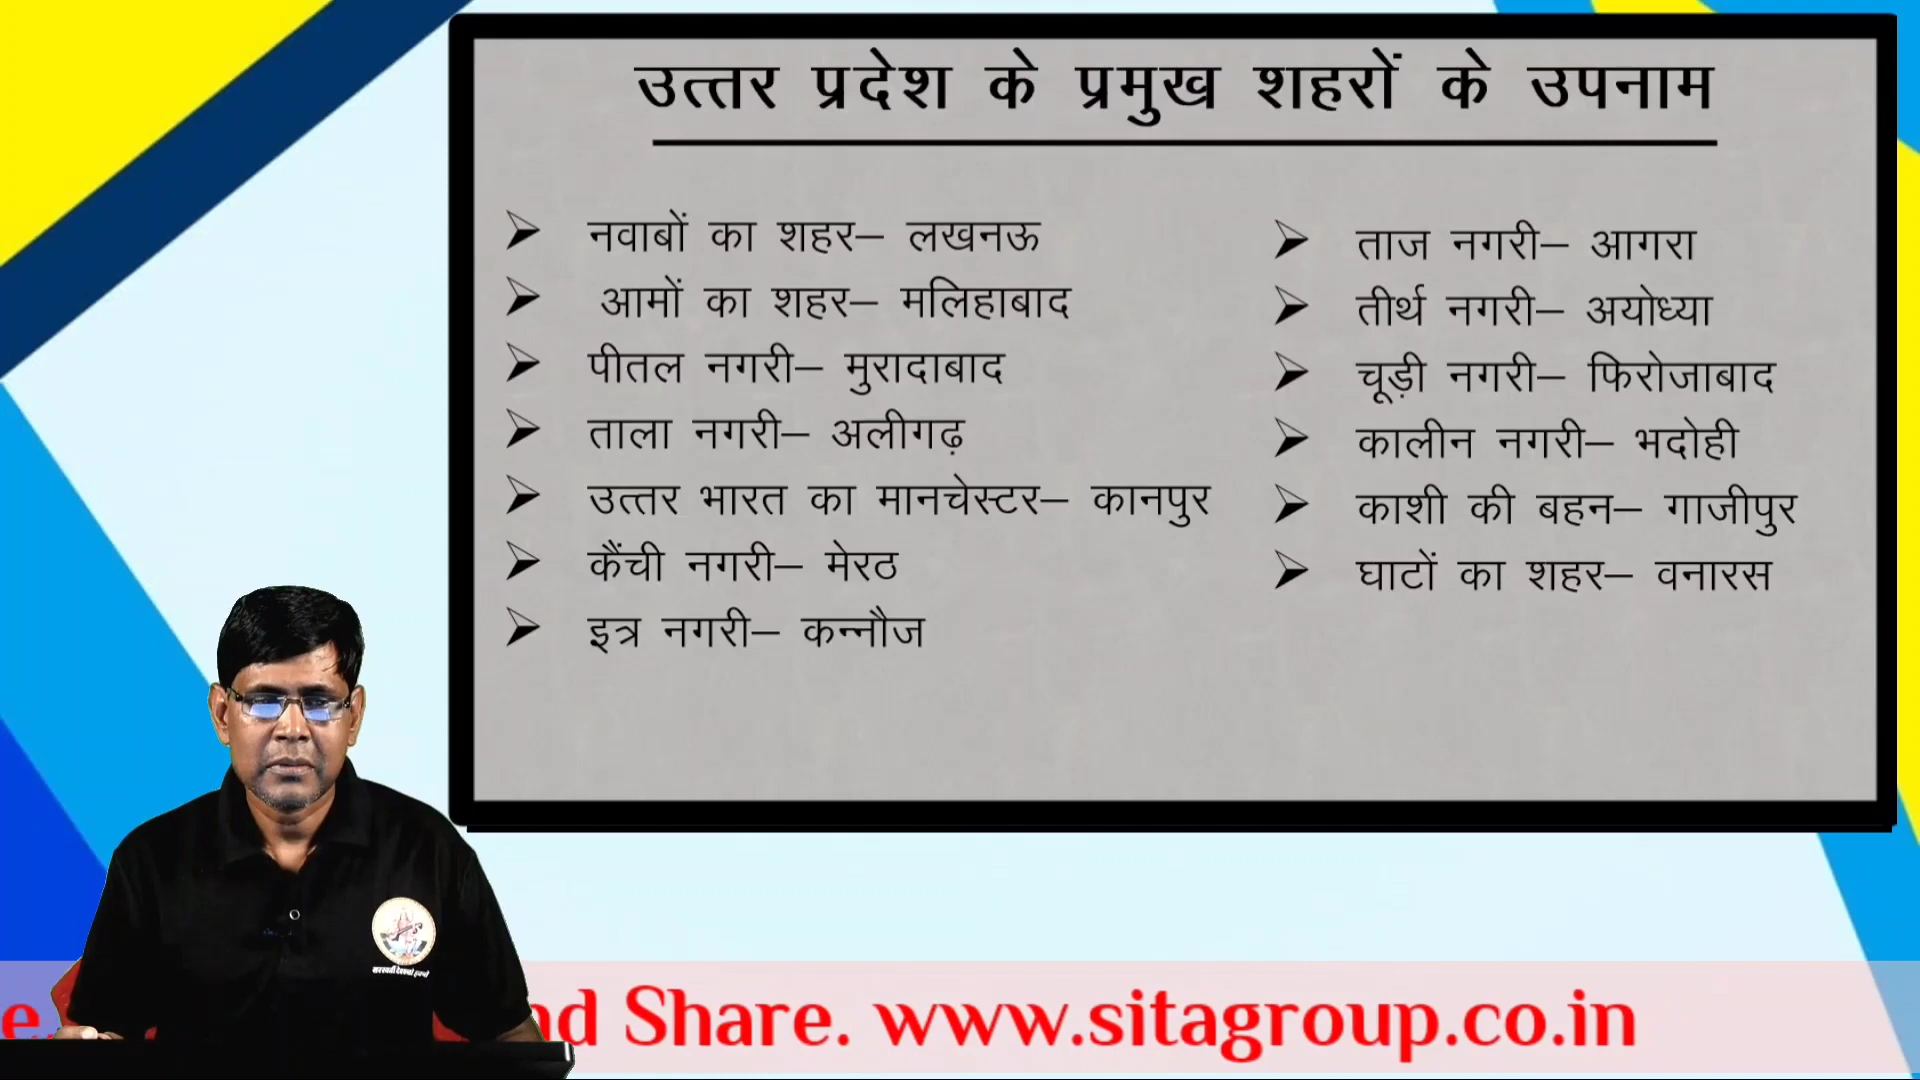 उत्तर प्रदेश के प्रमुख शहरों के उपनाम
नवाबों का शहर– लखनऊ
आमों का शहर– मलिहाबाद
पीतल नगरी– मुरादाबाद
ताला नगरी– अलीगढ़
उत्तर भारत का मानचेस्टर– कानपुर
कैंची नगरी– मेरठ
इत्र नगरी– कन्नौज
ताज नगरी– आगरा
तीर्थ नगरी– अयोध्या
चूड़ी नगरी– फिरोजाबाद
कालीन नगरी– भदोही
काशी की बहन– गाजीपुर
घाटों का शहर– वनारस
Share. www.sitagroup.co.in